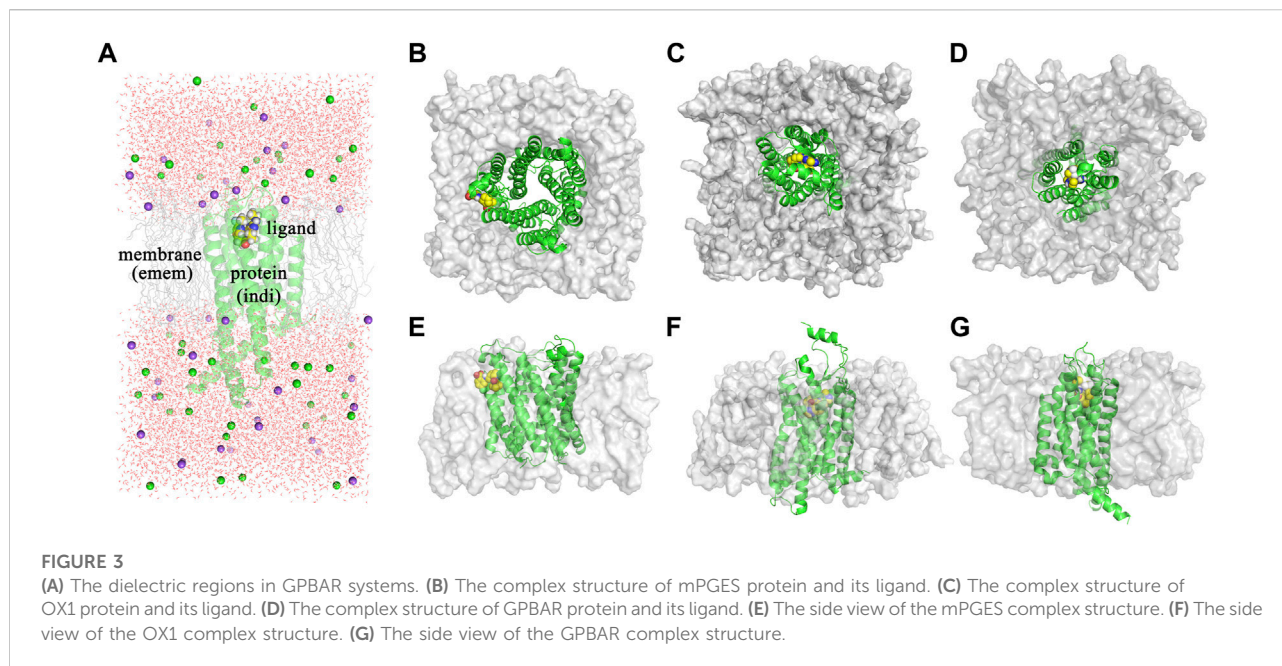 A
B
C
D
ligand
membrane
(emem)
protein
(indi)
E
F
G
FIGURE 3
(A) The dielectric regions in GPBAR systems. (B) The complex structure of mPGES protein and its ligand. (C) The complex structure of
OX1 protein and its ligand. (D) The complex structure of GPBAR protein and its ligand. (E) The side view of the mPGES complex structure. (F) The side
view of the OX1 complex structure. (G) The side view of the GPBAR complex structure.